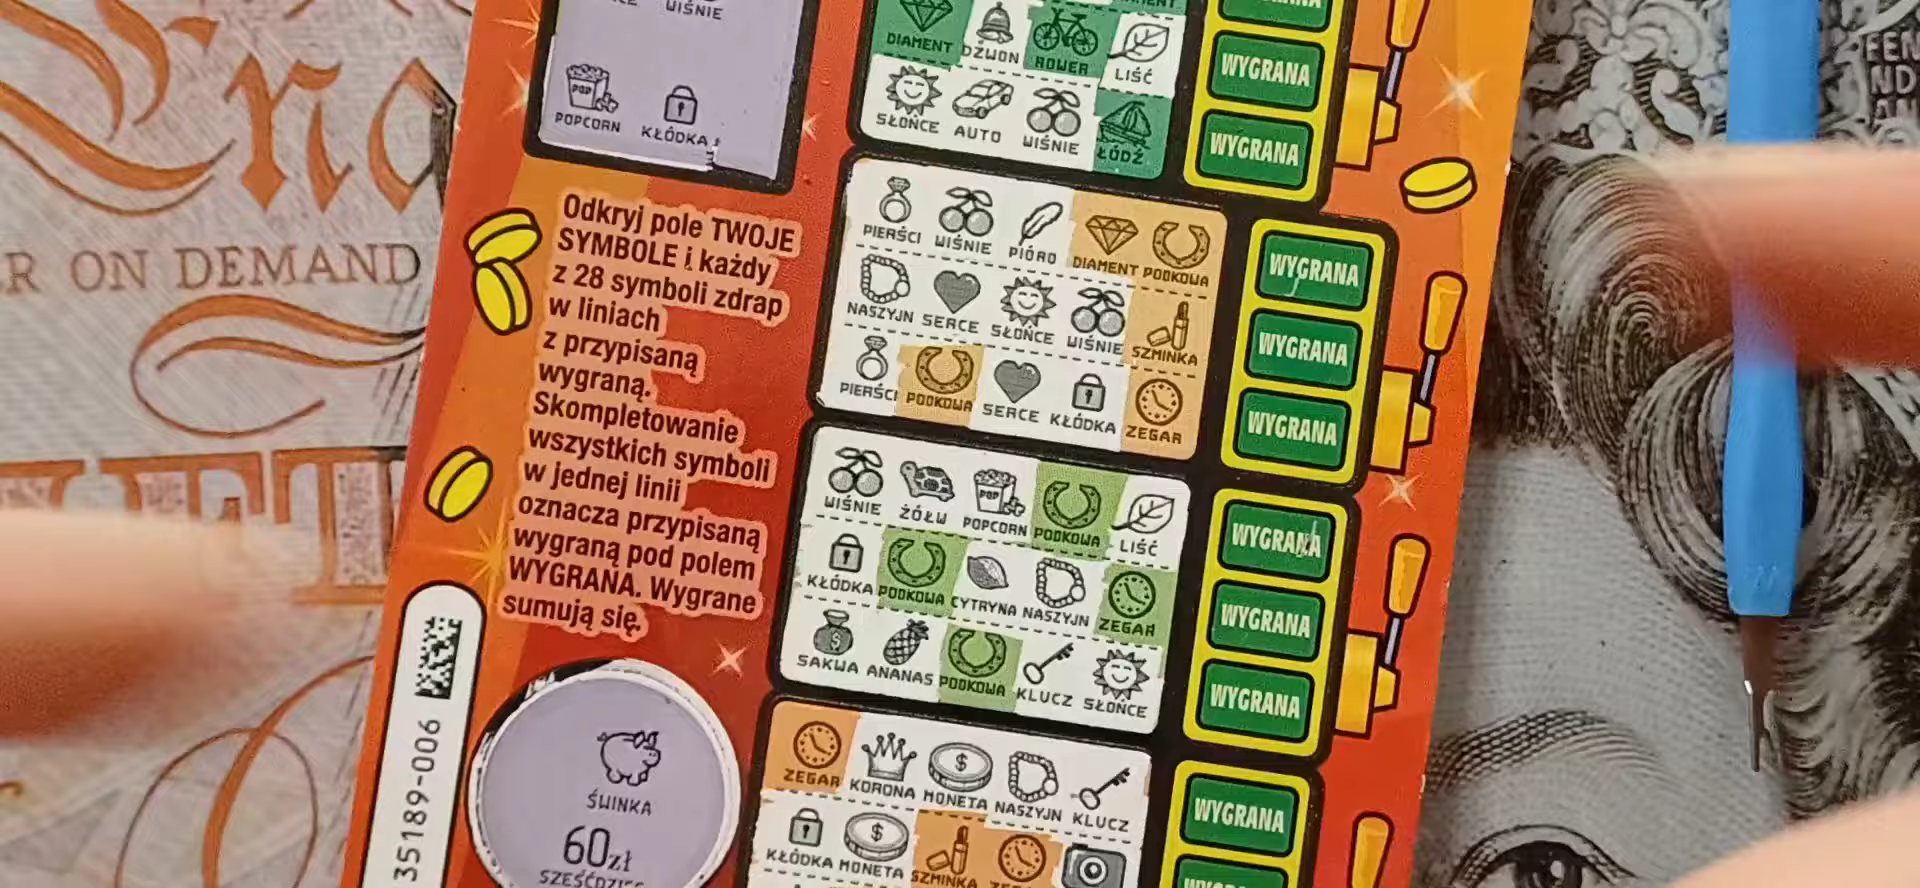 WIŚNIE
POPCORN KŁÓDKA
DIAMENT DZWON ROWER LIŚĆ
SŁOŃCE AUTO WIŚNIE ŁÓDŹ
WYGRANA
WYGRANA
Odkryj pole TWOJE
SYMBOLE i każdy
z 28 symboli zdrap
w liniach
z przypisaną
wygraną.
Skompletowanie
wszystkich symboli
w jednej linii
oznacza przypisaną
wygraną pod polem
WYGRANA. Wygrane
sumują się.
PIERŚCI WIŚNIE PIÓRO DIAMENT PODKOWA
NASZYJN SERCE SŁOŃCE WIŚNIE SZMINKA
PIERŚCI PODKOWA SERCE KŁÓDKA ZEGAR
WYGRANA
WYGRANA
WYGRANA
WIŚNIE ŻÓŁW POPCORN PODKOWA LIŚĆ
KŁÓDKA PODKOWA CYTRYNA NASZYJN ZEGAR
SAKWA ANANAS PODKOWA KLUCZ SŁOŃCE
WYGRANA
WYGRANA
WYGRANA
ZEGAR KORONA MONETA NASZYJN KLUCZ
KŁÓDKA MONETA SZMINKA
WYGRANA
ŚWINKA
60zł
35189-006
ON DEMAND